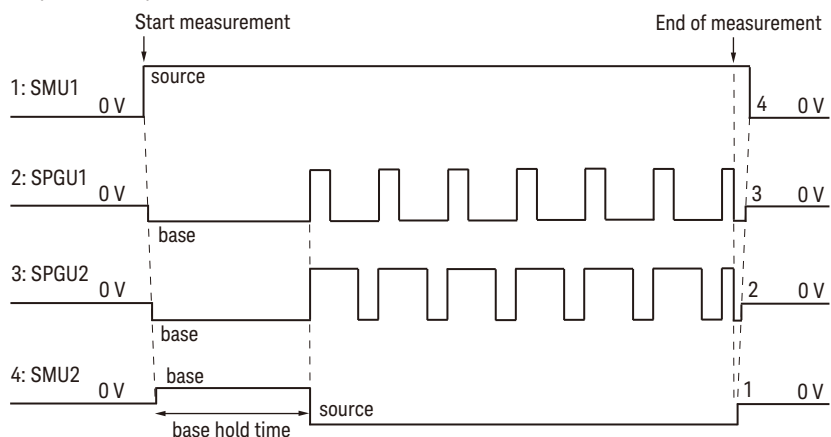 Start measurement
End of measurement
1: SMU1
0 V
source
4
0 V
2: SPGU1
0 V
base
3
0 V
3: SPGU2
0 V
base
2
0 V
4: SMU2
0 V
base
source
1
0 V
base hold time